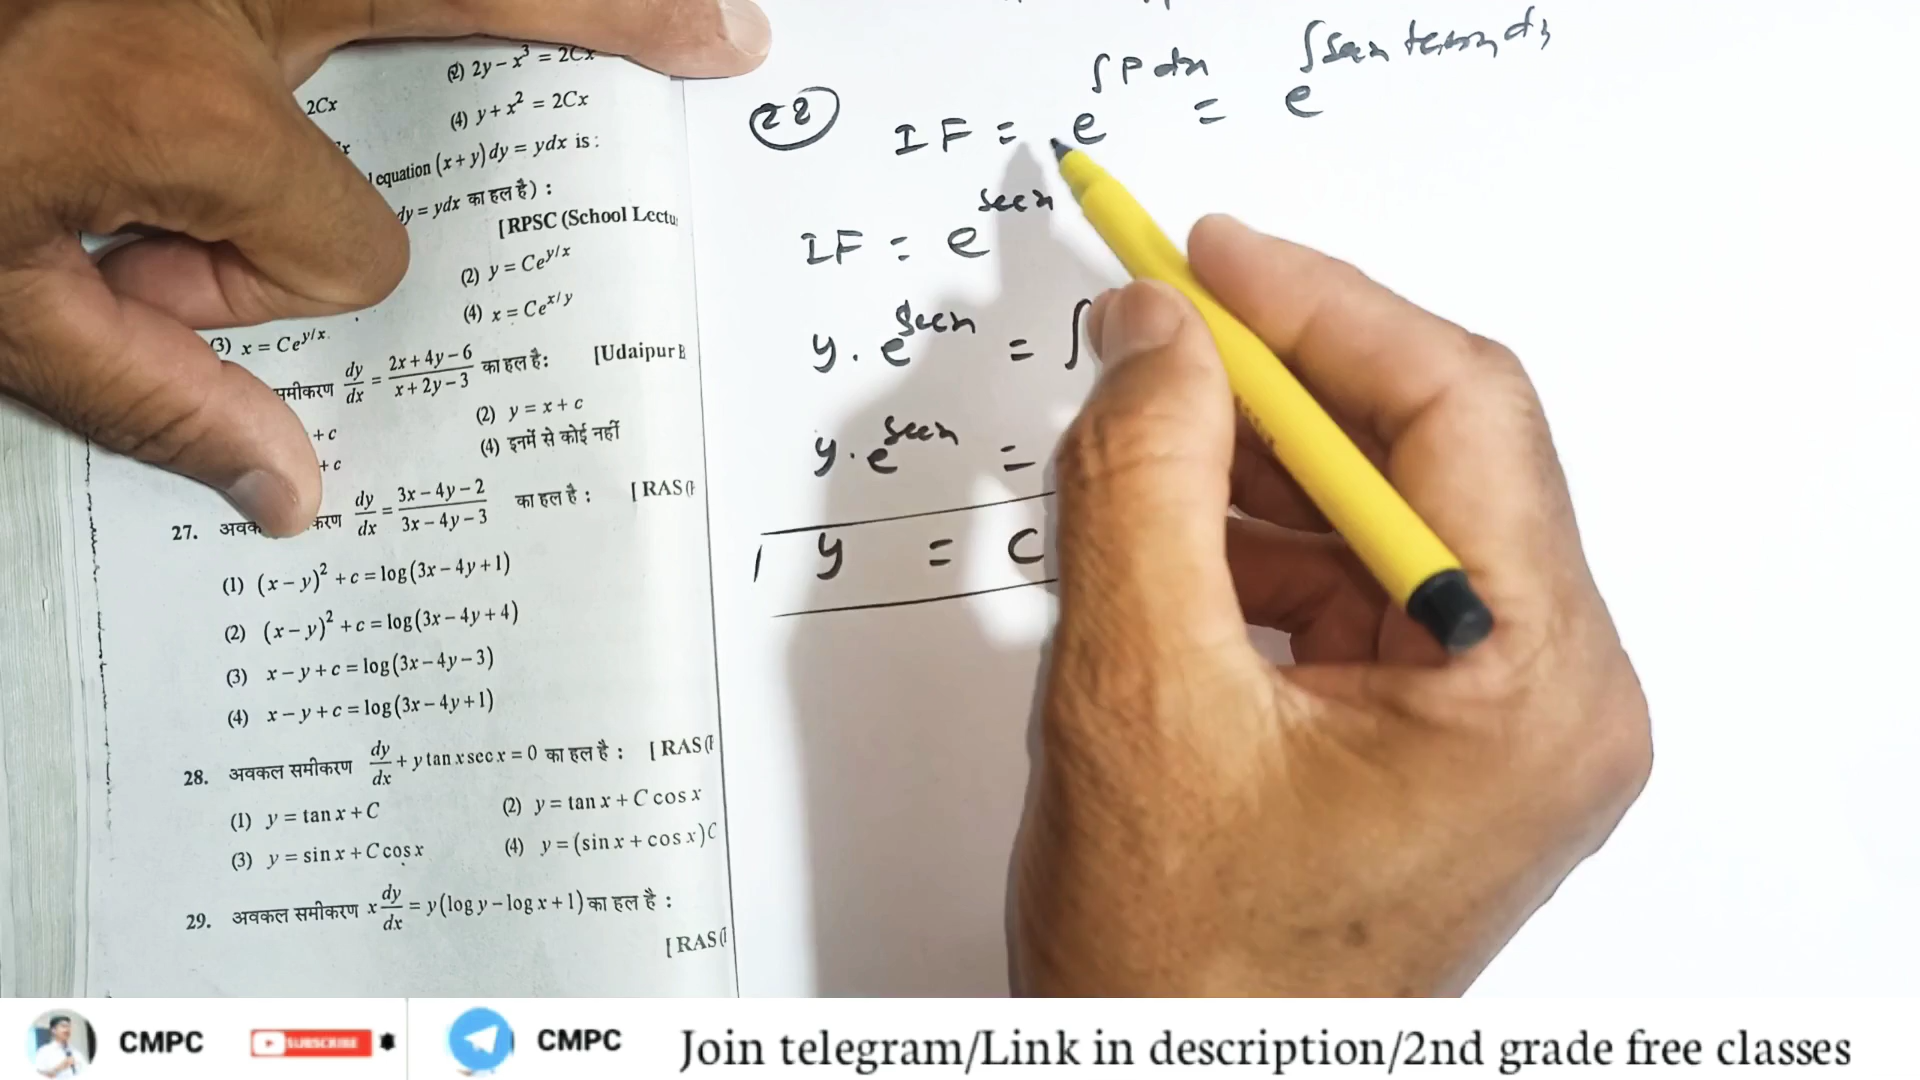 (2) 2y – x³ = 2Cx
2Cx
(4) y + x² = 2Cx
equation (x + y)dy = ydx is :
dy = ydx का हल है) :
[RPSC (School Lectu
(2) y = Ce^{y/x}
(3) x = Ce^{y/x}.
(4) x = Ce^{x/y}
समीकरण dy/dx = (2x + 4y – 6)/(x + 2y – 3) का हल है: [Udaipur B
+ c
(2) y = x + c
+ c
(4) इनमें से कोई नहीं
27. अवक करण dy/dx = (3x – 4y – 2)/(3x – 4y – 3) का हल है : [RAS (
(1) (x – y)² + c = log(3x – 4y + 1)
(2) (x – y)² + c = log(3x – 4y + 4)
(3) x – y + c = log(3x – 4y – 3)
(4) x – y + c = log(3x – 4y + 1)
28. अवकल समीकरण dy/dx + y tan x sec x = 0 का हल है : [RAS (
(1) y = tan x + C
(2) y = tan x + C cos x
(3) y = sin x + C cos x
(4) y = (sin x + cos x)C
29. अवकल समीकरण x dy/dx = y(log y – log x + 1) का हल है :
[RAS (
28
IF = e^{∫P dx} = e^{∫secx tanx dx}
IF = e^{secx}
y . e^{secx} = ∫
y . e^{secx} =
y = C
CMPC SUBSCRIBE CMPC Join telegram/Link in description/2nd grade free classes